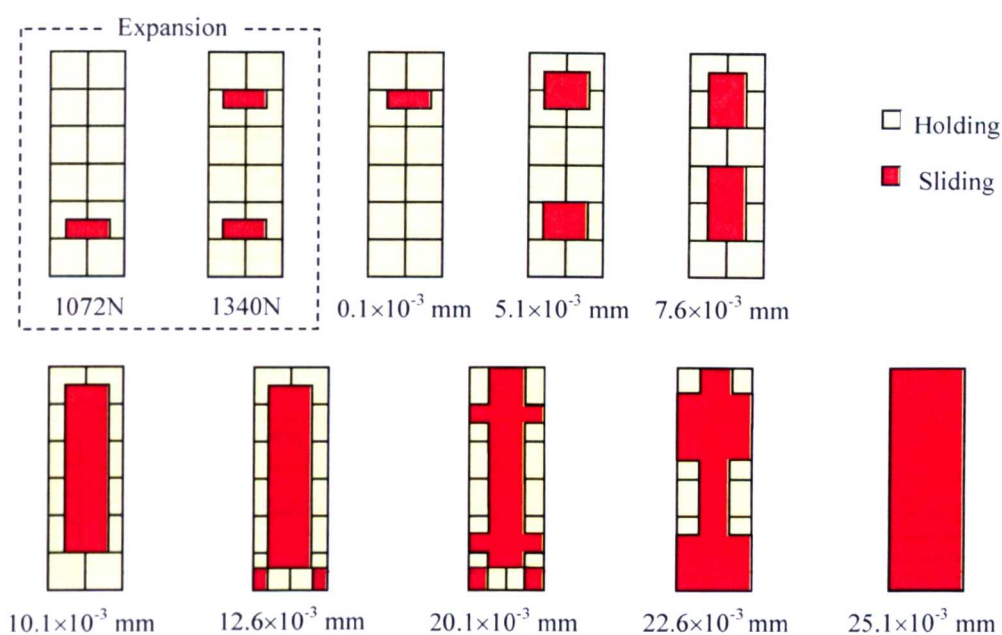 Expansion
1072N
1340N
0.1×10⁻³ mm
5.1×10⁻³ mm
7.6×10⁻³ mm
Holding
Sliding
10.1×10⁻³ mm
12.6×10⁻³ mm
20.1×10⁻³ mm
22.6×10⁻³ mm
25.1×10⁻³ mm